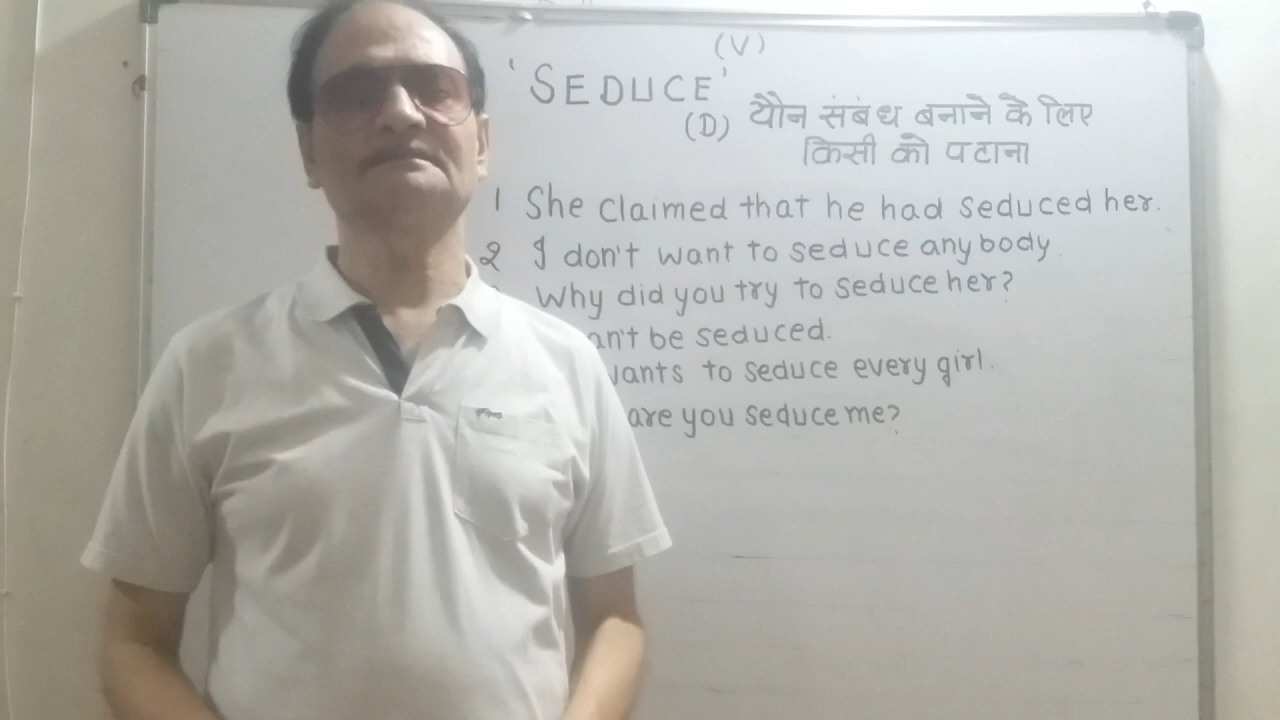 (V)
'SEDUCE'
(D) यौन संबंध बनाने के लिए
किसी को पटाना
1 She claimed that he had seduced her.
2 I don't want to seduce anybody.
Why did you try to seduce her?
be seduced.
to seduce every girl.
are you seduce me?